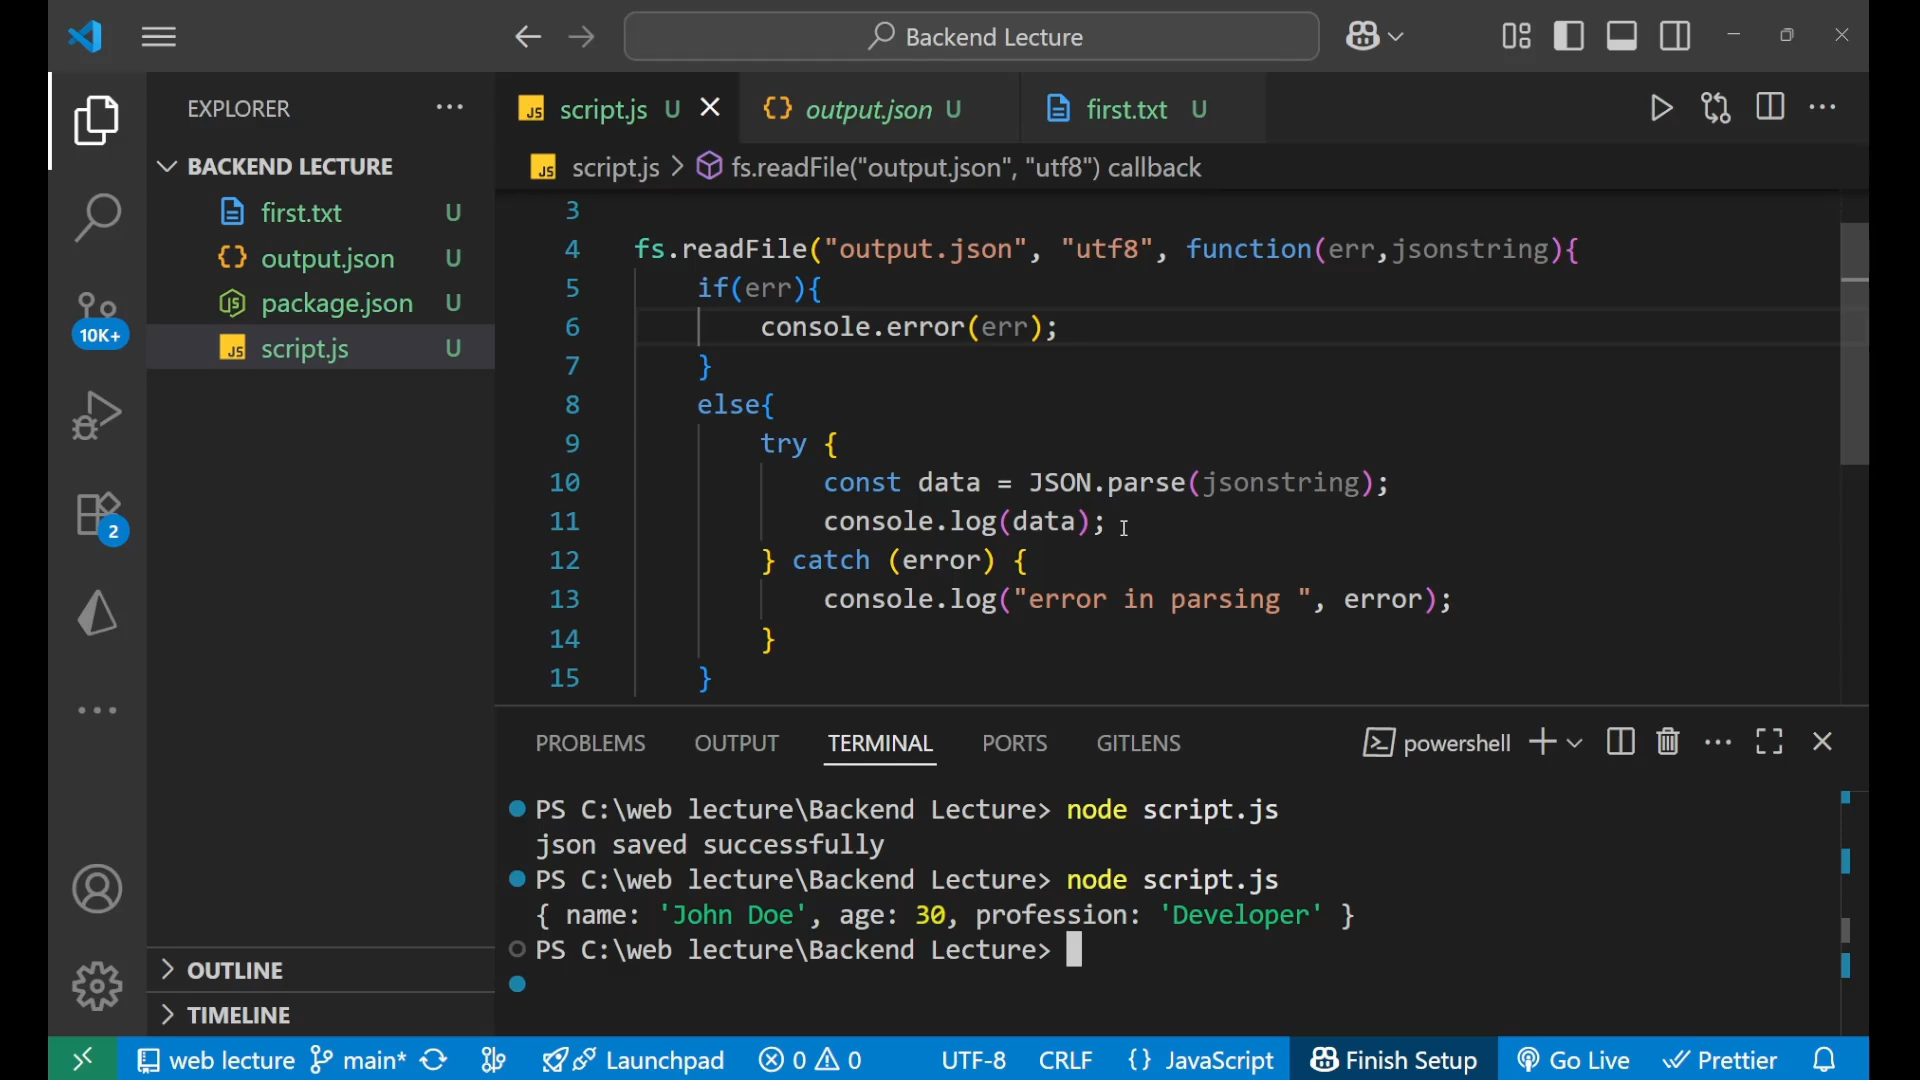 Backend Lecture
EXPLORER
script.js U
output.json U
first.txt U
BACKEND LECTURE
script.js > fs.readFile("output.json", "utf8") callback
first.txt U
output.json U
package.json U
script.js U
10K+
2
3
4 fs.readFile("output.json", "utf8", function(err,jsonstring){
5 if(err){
6 console.error(err);
7 }
8 else{
9 try {
10 const data = JSON.parse(jsonstring);
11 console.log(data);
12 } catch (error) {
13 console.log("error in parsing ", error);
14 }
15 }
PROBLEMS OUTPUT TERMINAL PORTS GITLENS powershell
PS C:\web lecture\Backend Lecture> node script.js
json saved successfully
PS C:\web lecture\Backend Lecture> node script.js
{ name: 'John Doe', age: 30, profession: 'Developer' }
PS C:\web lecture\Backend Lecture>
OUTLINE
TIMELINE
web lecture main* Launchpad 0 0 UTF-8 CRLF {} JavaScript Finish Setup Go Live Prettier